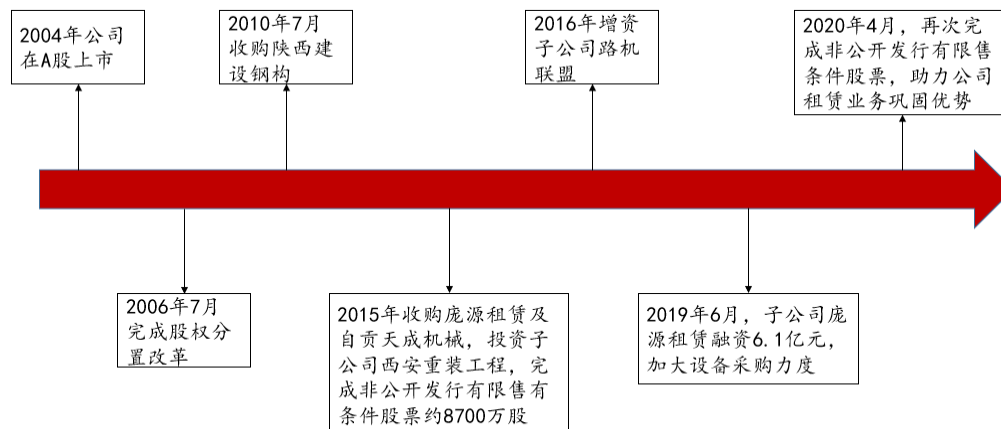 2004年公司
在A股上市
2010年7月
收购陕西建
设钢构
2016年增资
子公司路机
联盟
2020年4月，再次完
成非公开发行有限售
条件股票，助力公司
租赁业务巩固优势
2006年7月
完成股权分
置改革
2015年收购庞源租赁及
自贡天成机械，投资子
公司西安重装工程，完
成非公开发行有限售有
条件股票约8700万股
2019年6月，子公司庞
源租赁融资6.1亿元，
加大设备采购力度